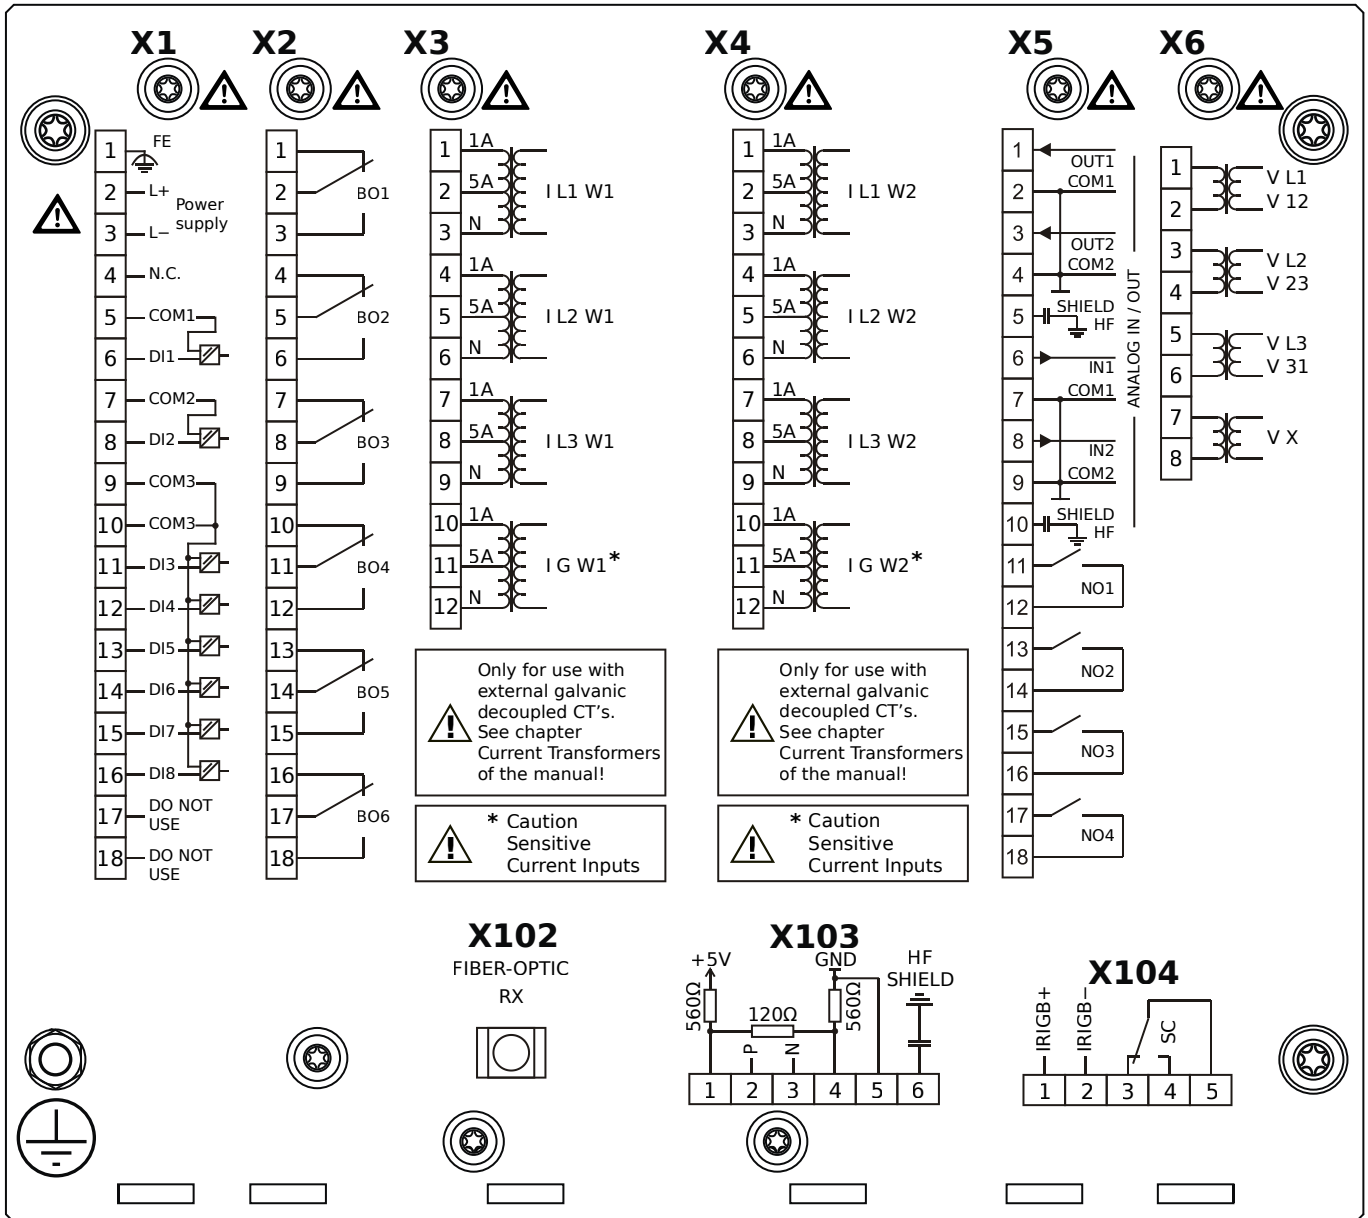 X1
X2
X3
X4
X5
X6
1 FE
2 L+
Power
supply
3 L–
4 N.C.
5 COM1
6 DI1
7 COM2
8 DI2
9 COM3
10 COM3
11 DI3
12 DI4
13 DI5
14 DI6
15 DI7
16 DI8
17 DO NOT
USE
18 DO NOT
USE
1
2 BO1
3
4
5 BO2
6
7
8 BO3
9
10
11 BO4
12
13
14 BO5
15
16
17 BO6
18
1 1A
2 5A I L1 W1
3 N
4 1A
5 5A I L2 W1
6 N
7 1A
8 5A I L3 W1
9 N
10 1A
11 5A I G W1*
12 N
Only for use with
external galvanic
decoupled CT's.
See chapter
Current Transformers
of the manual!
* Caution
Sensitive
Current Inputs
1 1A
2 5A I L1 W2
3 N
4 1A
5 5A I L2 W2
6 N
7 1A
8 5A I L3 W2
9 N
10 1A
11 5A I G W2*
12 N
Only for use with
external galvanic
decoupled CT's.
See chapter
Current Transformers
of the manual!
* Caution
Sensitive
Current Inputs
1 OUT1
2 COM1
3 OUT2
4 COM2
5 SHIELD
HF
6 IN1
7 COM1
8 IN2
9 COM2
10 SHIELD
HF
ANALOG IN / OUT
11
NO1
12
13
NO2
14
15
NO3
16
17
NO4
18
1 V L1
2 V 12
3 V L2
4 V 23
5 V L3
6 V 31
7
V X
8
X102
FIBER-OPTIC
RX
X103
+5V
GND
HF
SHIELD
560Ω
120Ω
560Ω
P
N
1 2 3 4 5 6
X104
IRIGB+
IRIGB–
SC
1 2 3 4 5